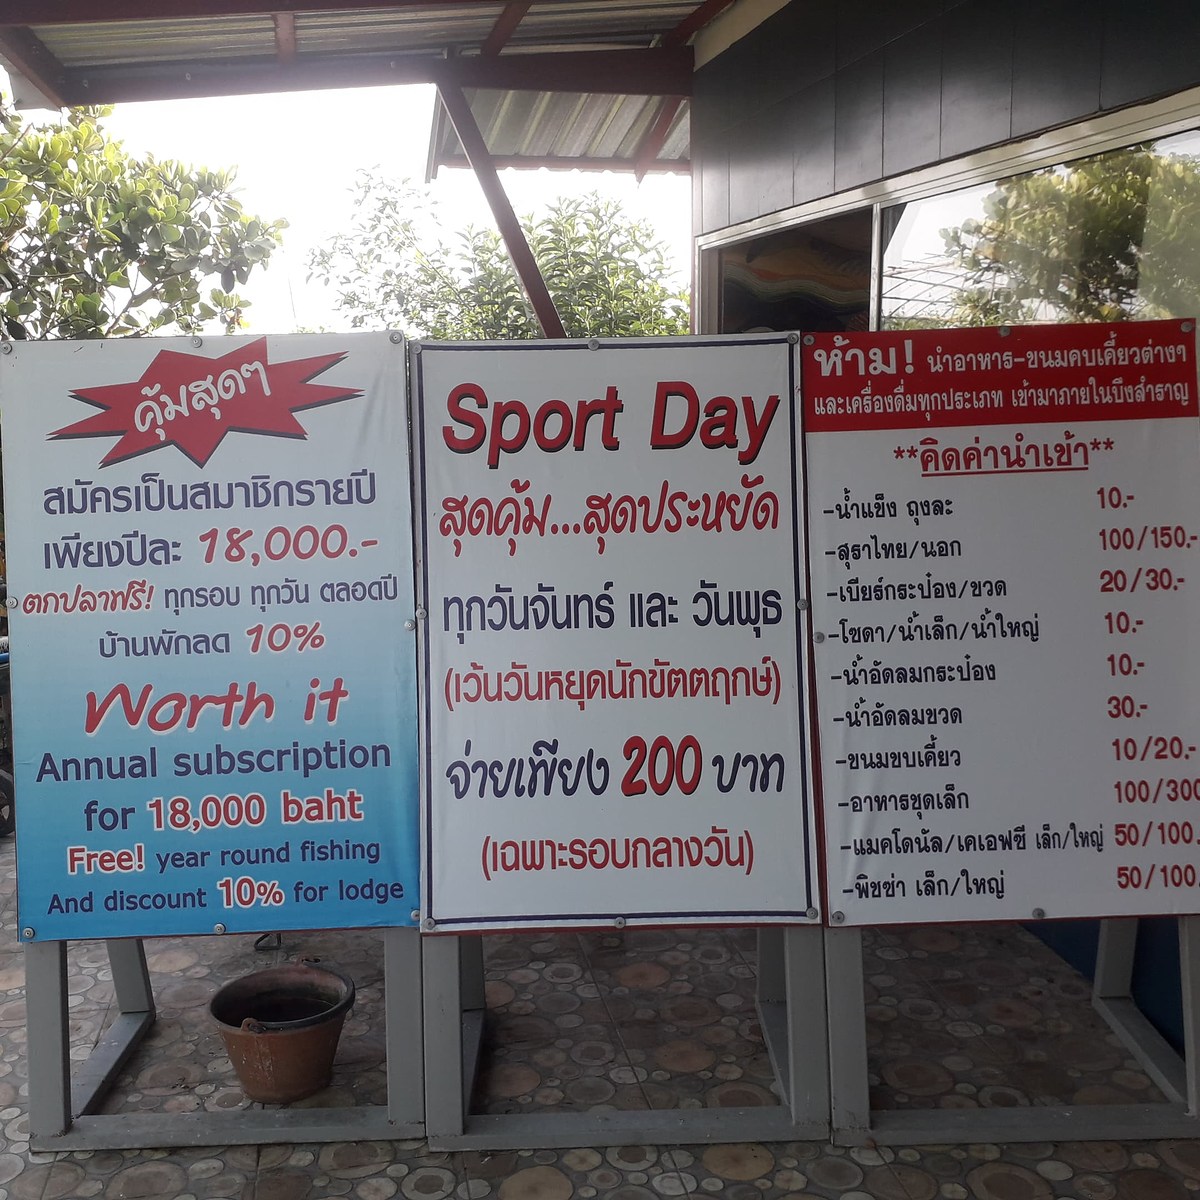 คุ้มสุดๆ
สมัครเป็นสมาชิกรายปี
เพียงปีละ 18,000.-
ตกปลาฟรี! ทุกรอบ ทุกวัน ตลอดปี
บ้านพักลด 10%
Worth it
Annual subscription
for 18,000 baht
Free! year round fishing
And discount 10% for lodge
Sport Day
สุดคุ้ม...สุดประหยัด
ทุกวันจันทร์ และ วันพุธ
(เว้นวันหยุดนักขัตตฤกษ์)
จ่ายเพียง 200 บาท
(เฉพาะรอบกลางวัน)
ห้าม! นำอาหาร-ขนมคบเคี้ยวต่างๆ
และเครื่องดื่มทุกประเภท เข้ามาภายในบึงสำราญ
**คิดค่านำเข้า**
-น้ำแข็ง ถุงละ 10.-
-สุราไทย/นอก 100/150.-
-เบียร์กระป๋อง/ขวด 20/30.-
-โซดา/น้ำเล็ก/น้ำใหญ่ 10.-
-น้ำอัดลมกระป๋อง 10.-
-น้ำอัดลมขวด 30.-
-ขนมขบเคี้ยว 10/20.-
-อาหารชุดเล็ก 100/300
-แมคโดนัล/เคเอฟซี เล็ก/ใหญ่ 50/100.
-พิชซ่า เล็ก/ใหญ่ 50/100.